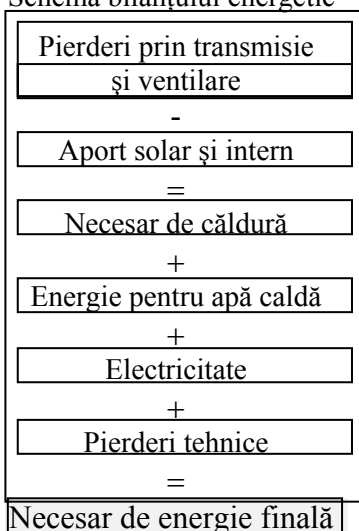 Schema bilanțului energetic
Pierderi prin transmisie
și ventilare
-
Aport solar și intern
=
Necesar de căldură
+
Energie pentru apă caldă
+
Electricitate
+
Pierderi tehnice
=
Necesar de energie finală